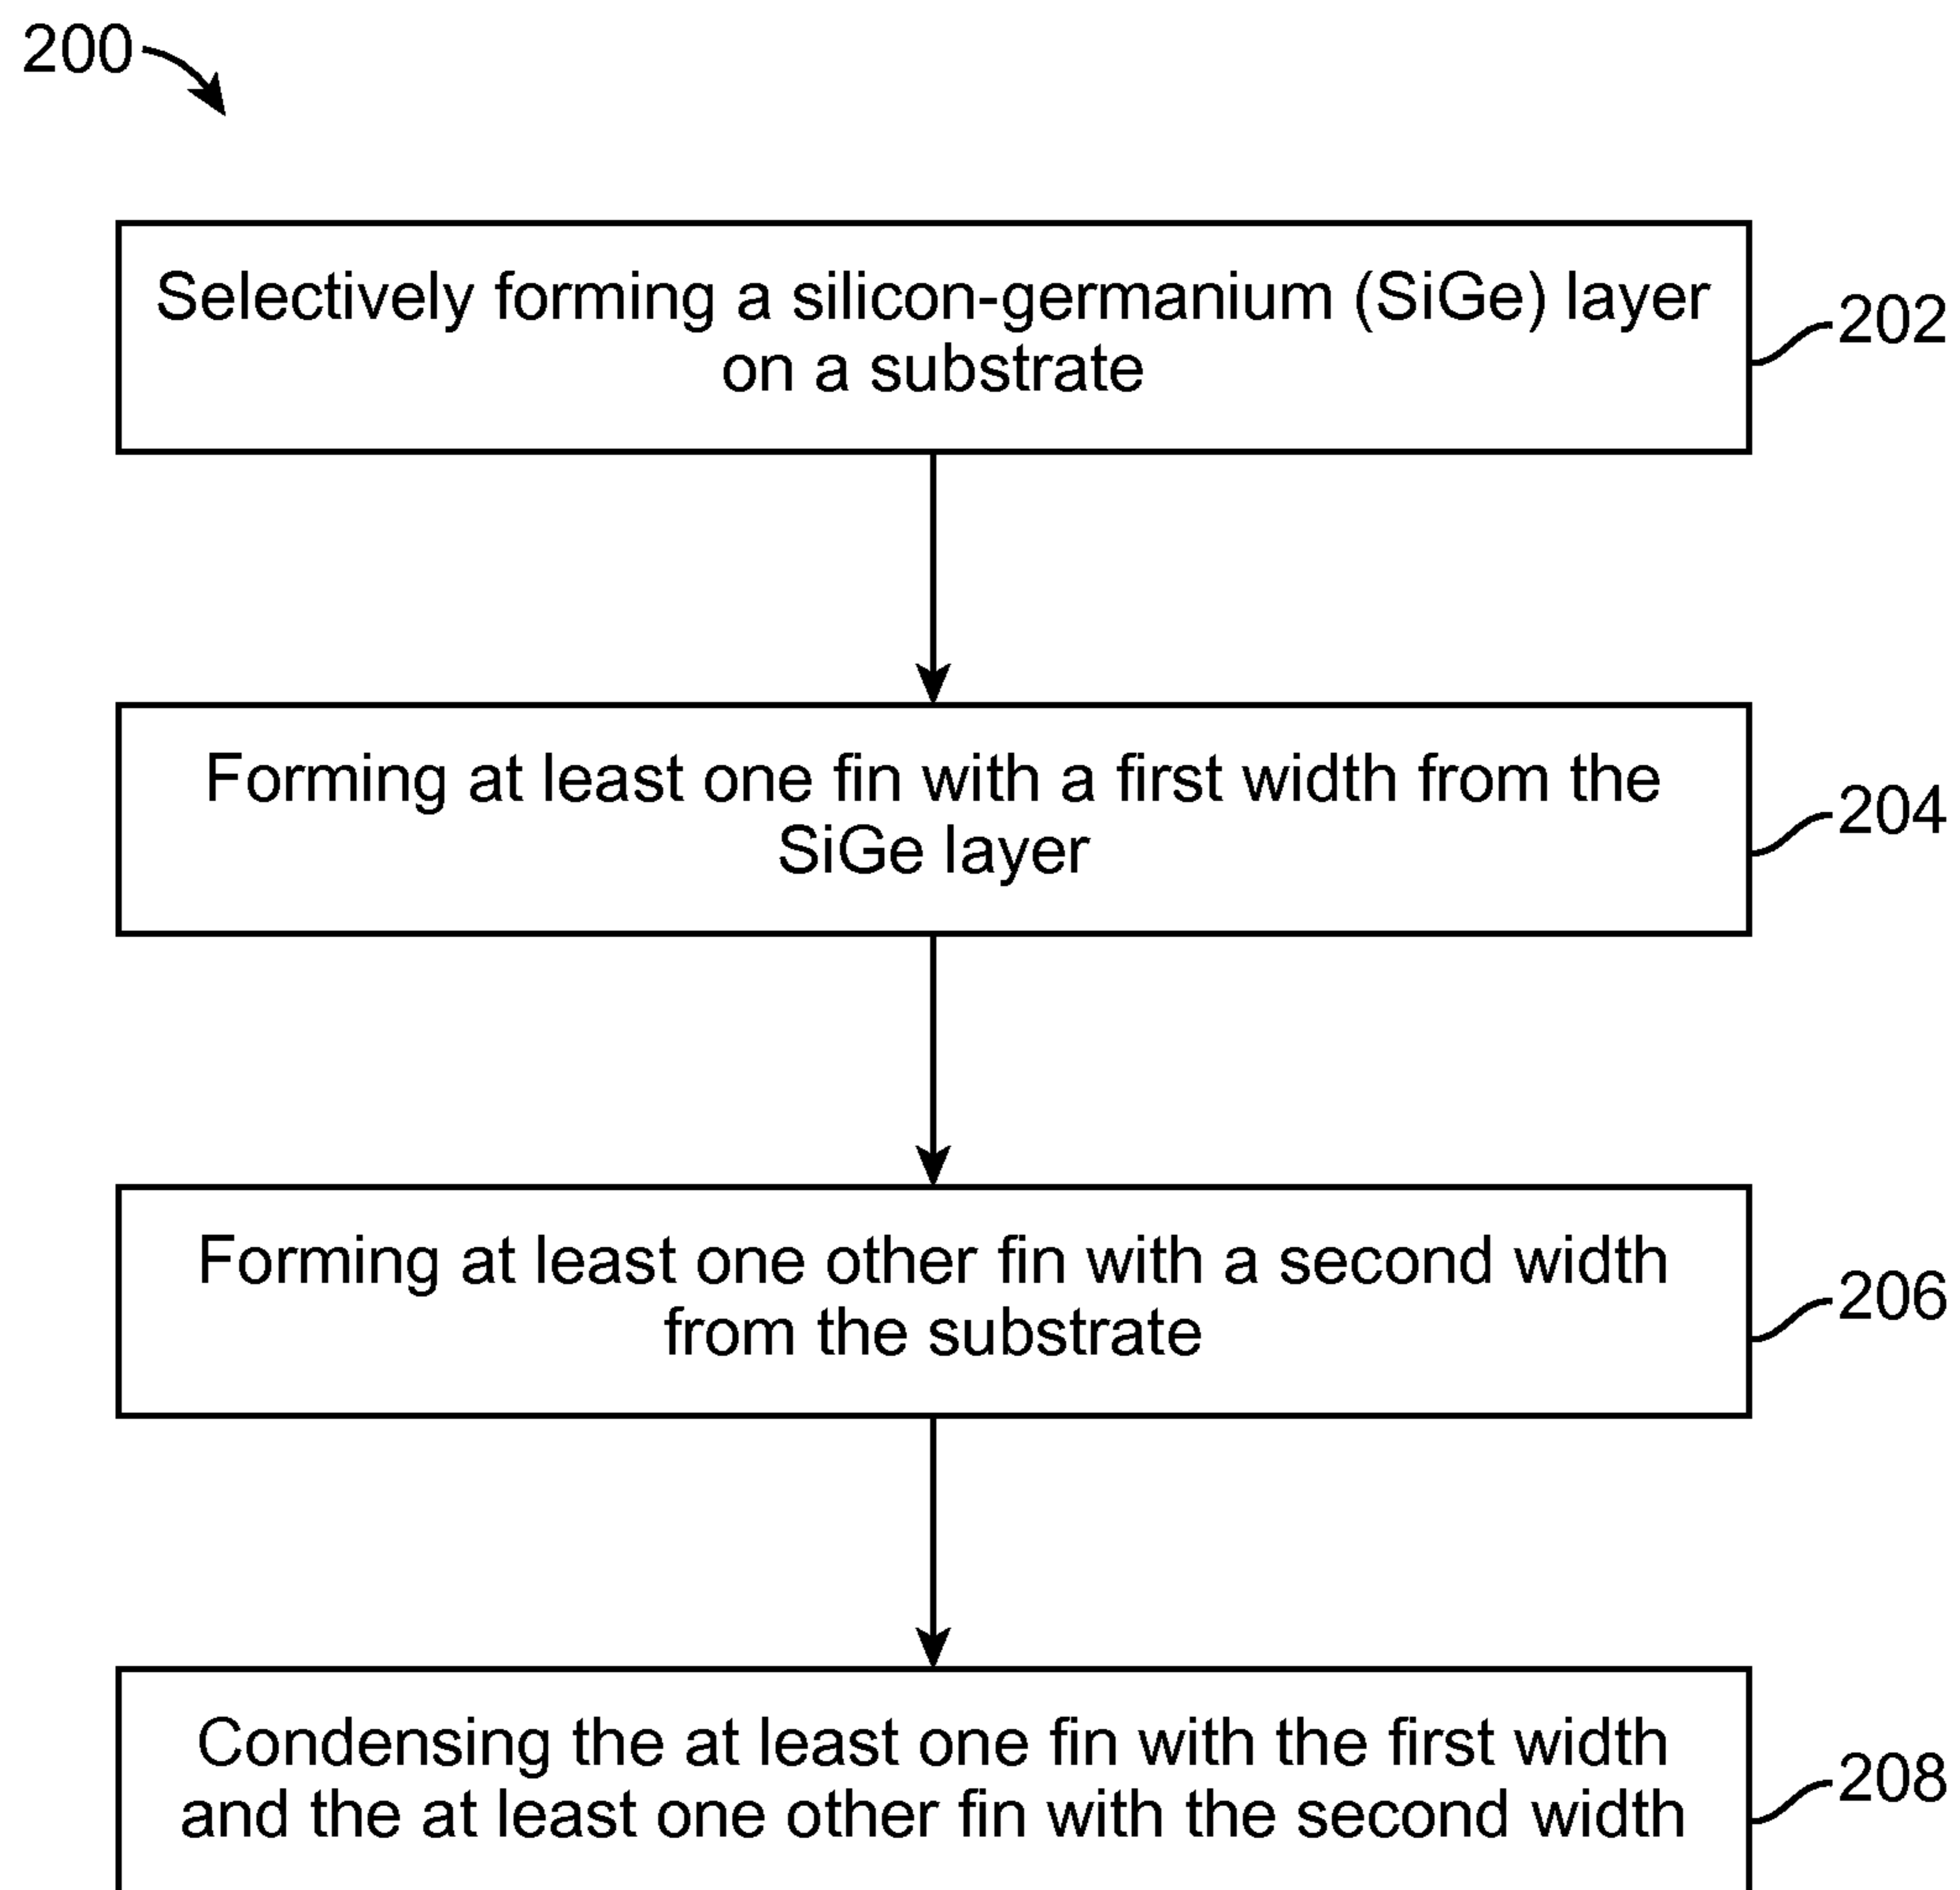 200
Selectively forming a silicon-germanium (SiGe) layer
on a substrate
202
Forming at least one fin with a first width from the
SiGe layer
204
Forming at least one other fin with a second width
from the substrate
206
Condensing the at least one fin with the first width
and the at least one other fin with the second width
208